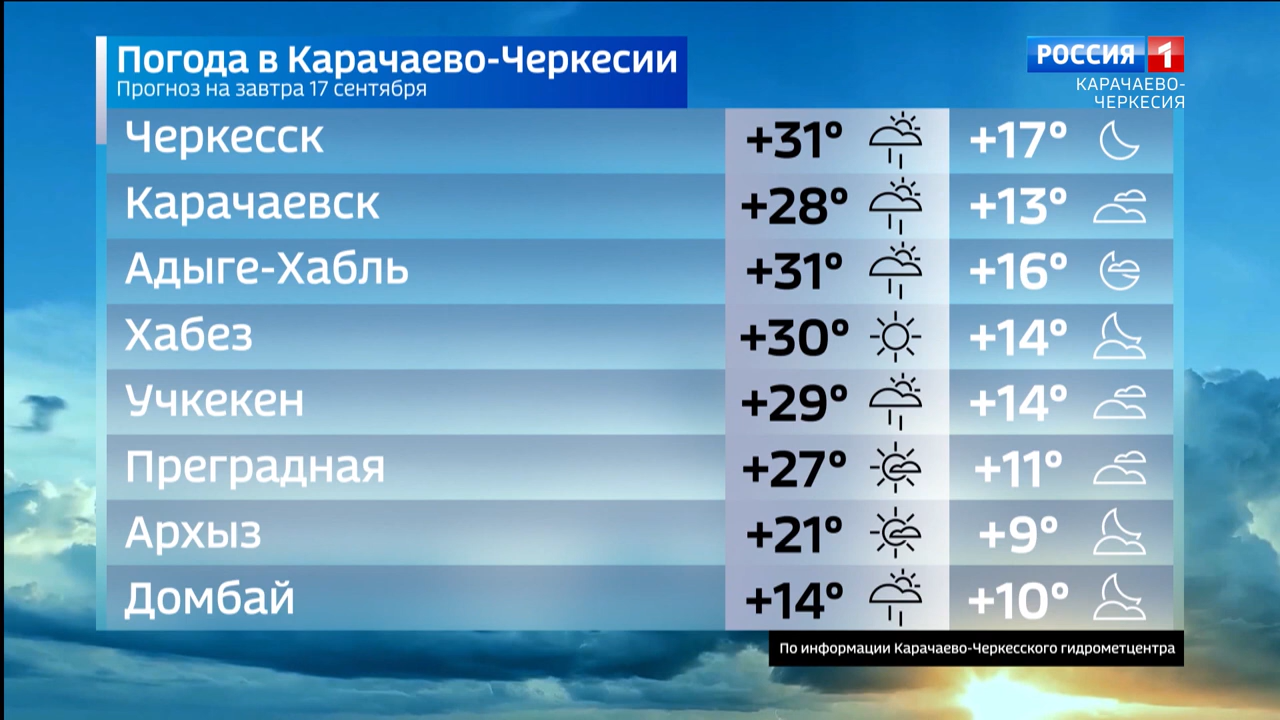 Погода в Карачаево-Черкесии
Прогноз на завтра 17 сентября
РОССИЯ 1
КАРАЧАЕВО-
ЧЕРКЕСИЯ
Черкесск +31° +17°
Карачаевск +28° +13°
Адыге-Хабль +31° +16°
Хабез +30° +14°
Учкекен +29° +14°
Преградная +27° +11°
Архыз +21° +9°
Домбай +14° +10°
По информации Карачаево-Черкесского гидрометцентра